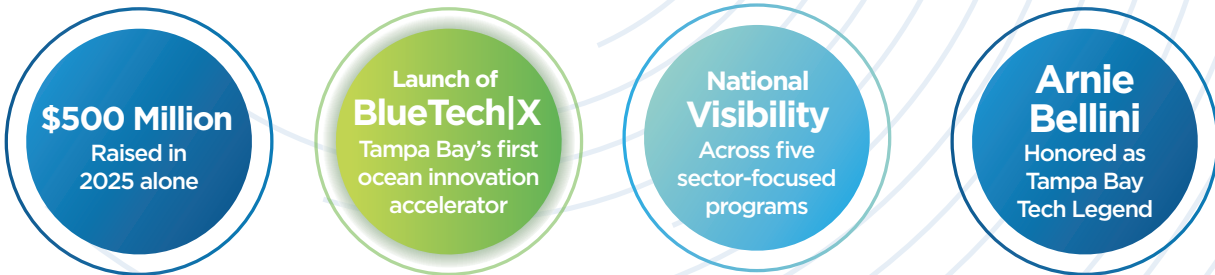 $500 Million
Raised in
2025 alone
Launch of
BlueTech|X
Tampa Bay’s first
ocean innovation
accelerator
National
Visibility
Across five
sector-focused
programs
Arnie
Bellini
Honored as
Tampa Bay
Tech Legend